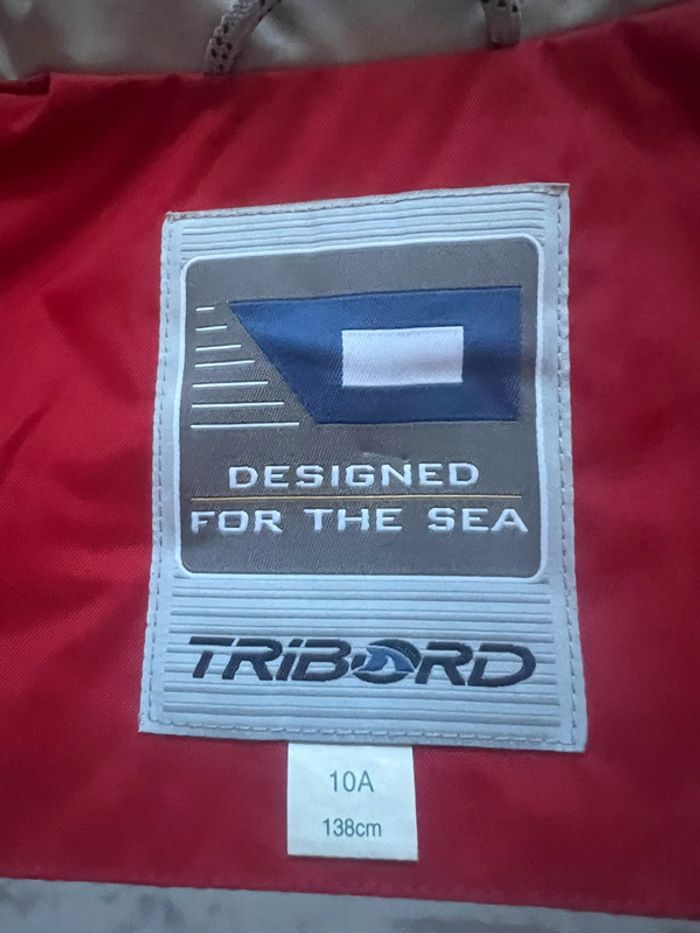 DESIGNED
FOR THE SEA
TRIBORD
10A
138cm